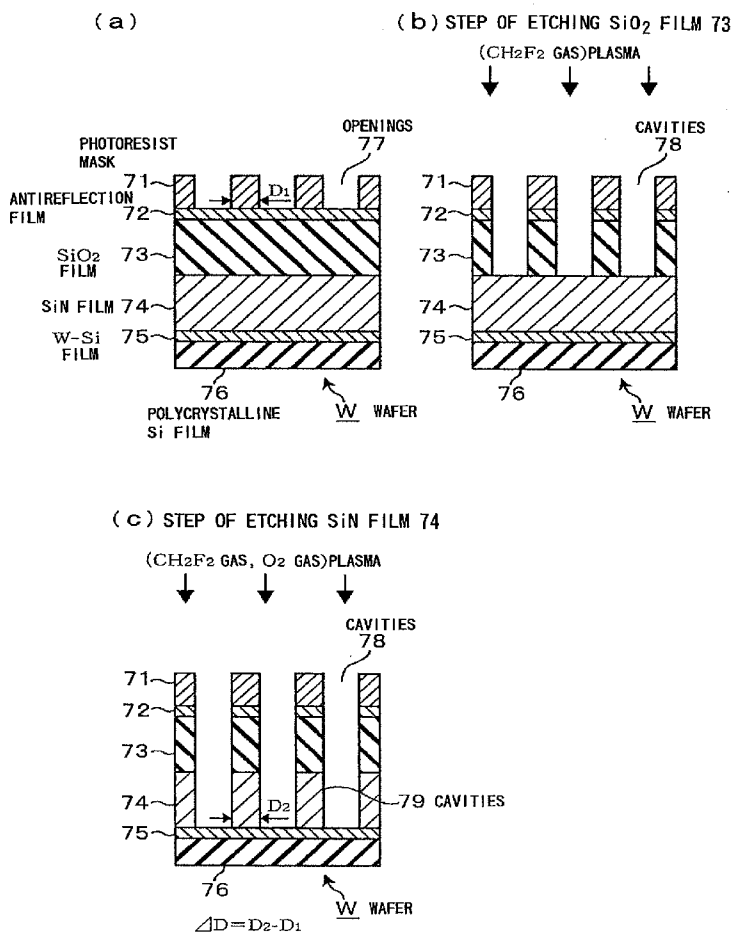 (a)
PHOTORESIST
MASK
71
ANTIREFLECTION
FILM
72
73
SiO2
FILM
SiN FILM 74
W-Si
FILM
75
76
POLYCRYSTALLINE
Si FILM
OPENINGS
77
D1
W WAFER
(b) STEP OF ETCHING SiO2 FILM 73
(CH2F2 GAS)PLASMA
CAVITIES
78
71
72
73
74
75
76
W WAFER
(c) STEP OF ETCHING SiN FILM 74
(CH2F2 GAS, O2 GAS)PLASMA
CAVITIES
78
71
72
73
74
D2
79 CAVITIES
75
76
W WAFER
⊿D=D2-D1